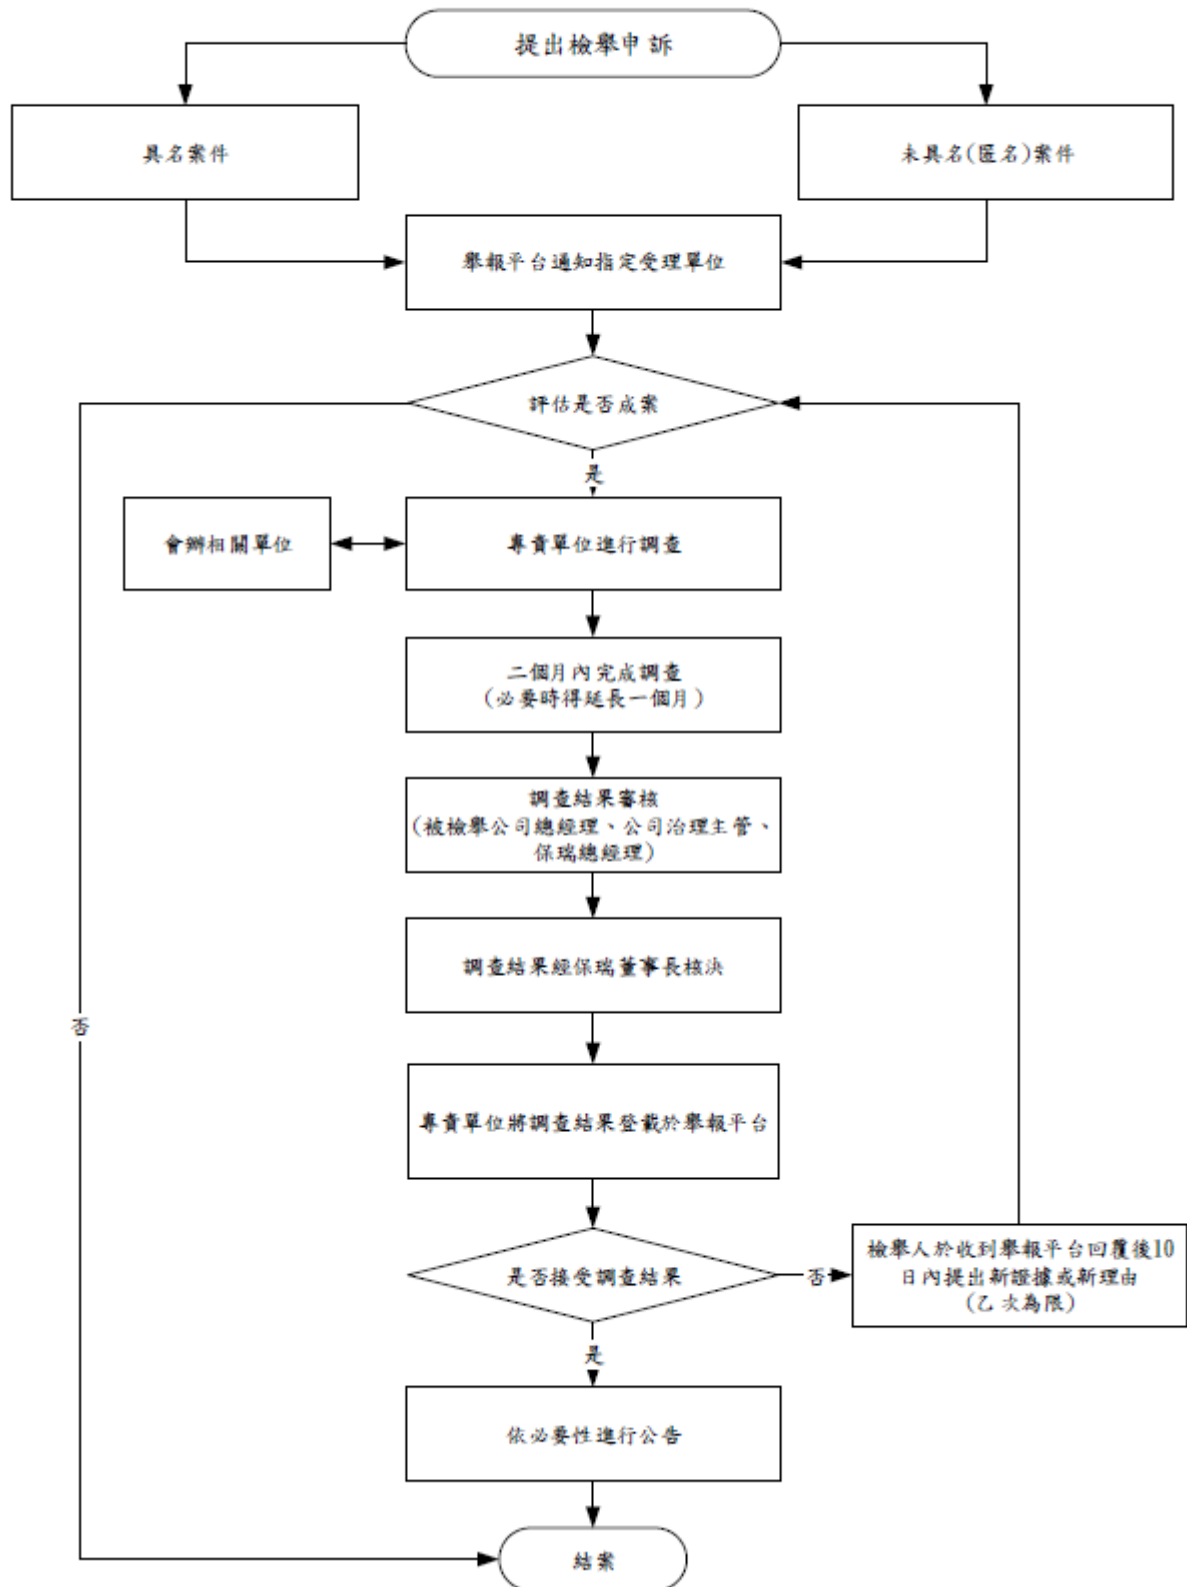 提出檢舉申訴
具名案件
未具名(匿名)案件
舉報平台通知指定受理單位
評估是否成案
是
會辦相關單位
專責單位進行調查
二個月內完成調查
(必要時得延長一個月)
調查結果審核
(被檢舉公司總經理、公司治理主管、
保瑞總經理)
調查結果經保瑞董事長核決
否
專責單位將調查結果登載於舉報平台
是否接受調查結果
否
檢舉人於收到舉報平台回覆後10
日內提出新證據或新理由
(乙次為限)
是
依必要性進行公告
結案